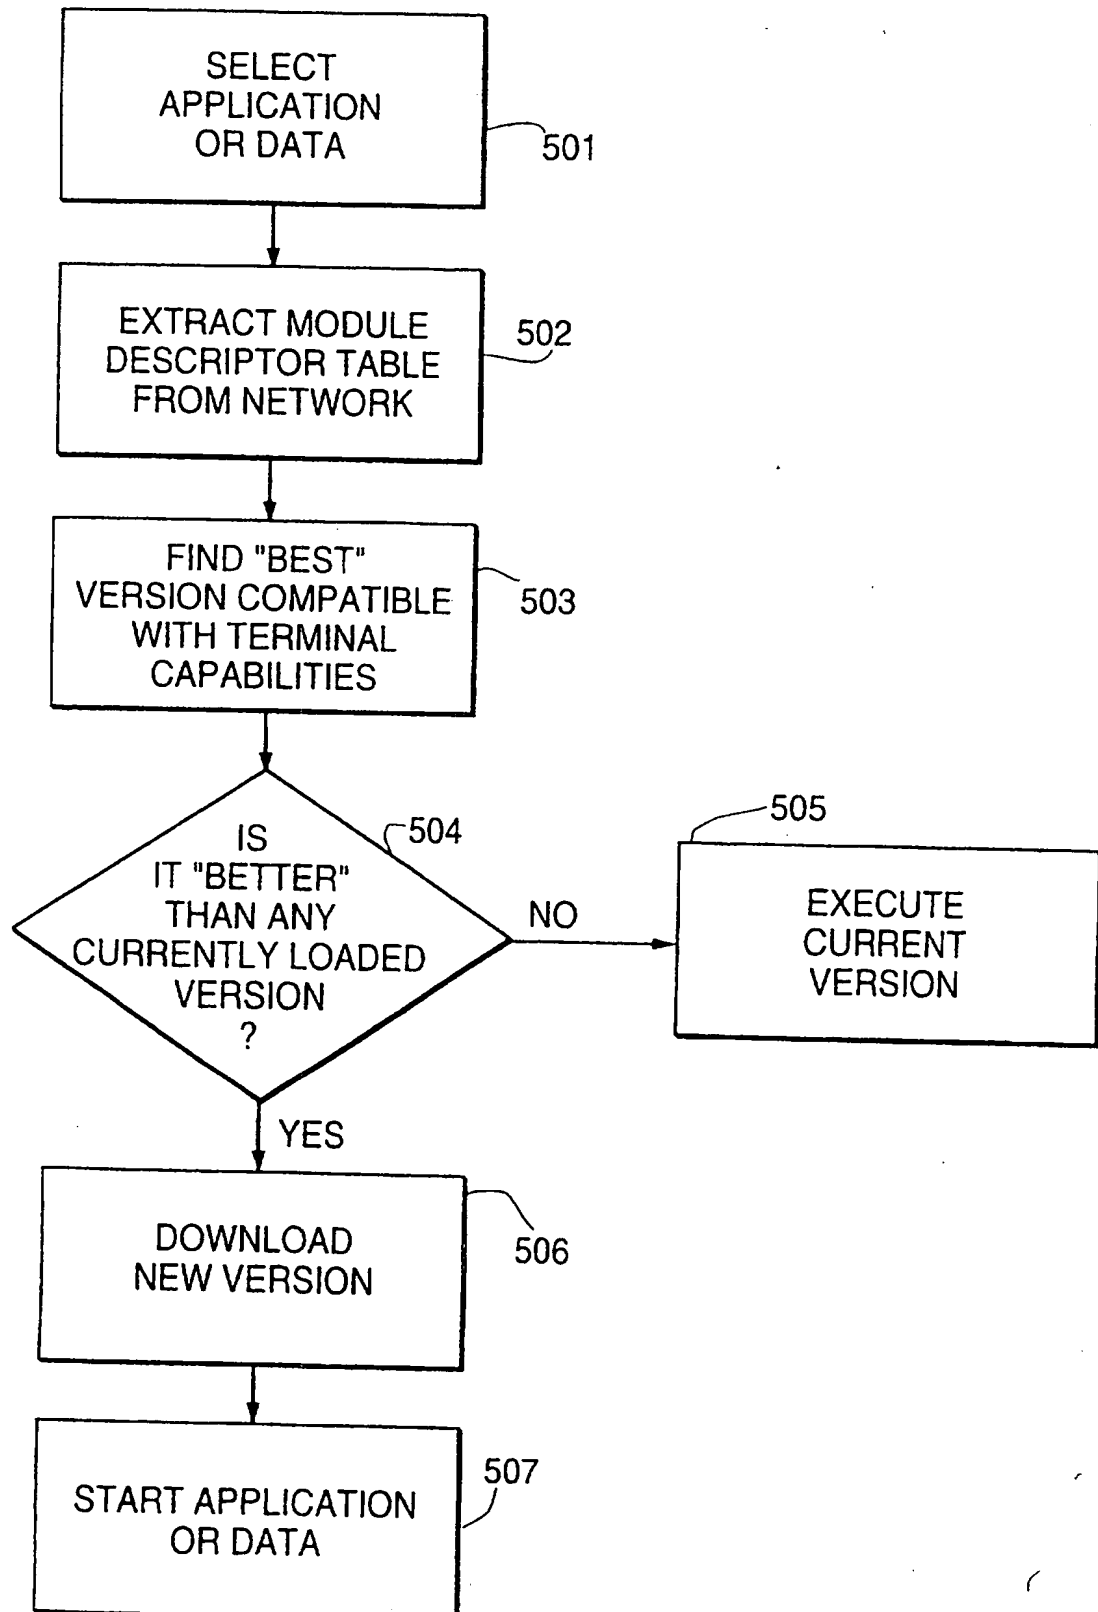 SELECT
APPLICATION
OR DATA
501
EXTRACT MODULE
DESCRIPTOR TABLE
FROM NETWORK
502
FIND "BEST"
VERSION COMPATIBLE
WITH TERMINAL
CAPABILITIES
503
IS
IT "BETTER"
THAN ANY
CURRENTLY LOADED
VERSION
?
504
NO
505
EXECUTE
CURRENT
VERSION
YES
DOWNLOAD
NEW VERSION
506
START APPLICATION
OR DATA
507